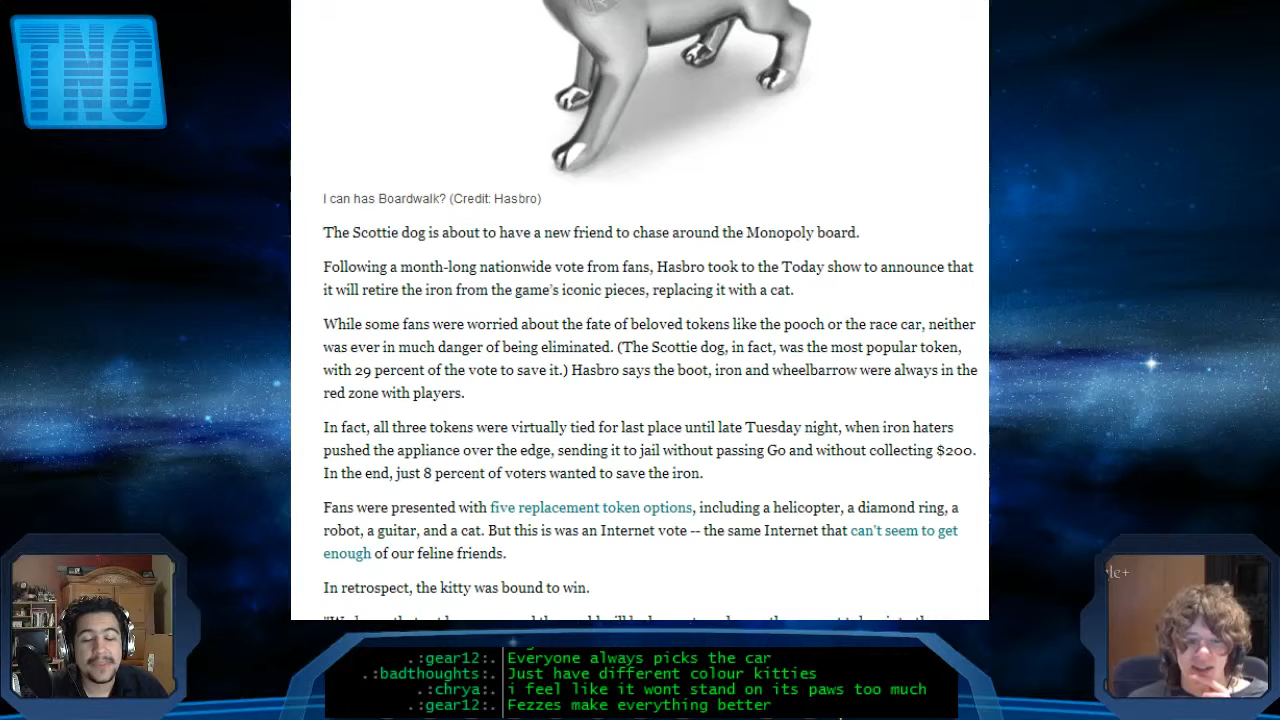 TNC
I can has Boardwalk? (Credit: Hasbro)
The Scottie dog is about to have a new friend to chase around the Monopoly board.
Following a month-long nationwide vote from fans, Hasbro took to the Today show to announce that
it will retire the iron from the game's iconic pieces, replacing it with a cat.
While some fans were worried about the fate of beloved tokens like the pooch or the race car, neither
was ever in much danger of being eliminated. (The Scottie dog, in fact, was the most popular token,
with 29 percent of the vote to save it.) Hasbro says the boot, iron and wheelbarrow were always in the
red zone with players.
In fact, all three tokens were virtually tied for last place until late Tuesday night, when iron haters
pushed the appliance over the edge, sending it to jail without passing Go and without collecting $200.
In the end, just 8 percent of voters wanted to save the iron.
Fans were presented with five replacement token options, including a helicopter, a diamond ring, a
robot, a guitar, and a cat. But this is was an Internet vote -- the same Internet that can't seem to get
enough of our feline friends.
In retrospect, the kitty was bound to win.
le+
.:gear12:. Everyone always picks the car
.:badthoughts:. Just have different colour kitties
.:chrya:. i feel like it wont stand on its paws too much
.:gear12:. Fezzes make everything better